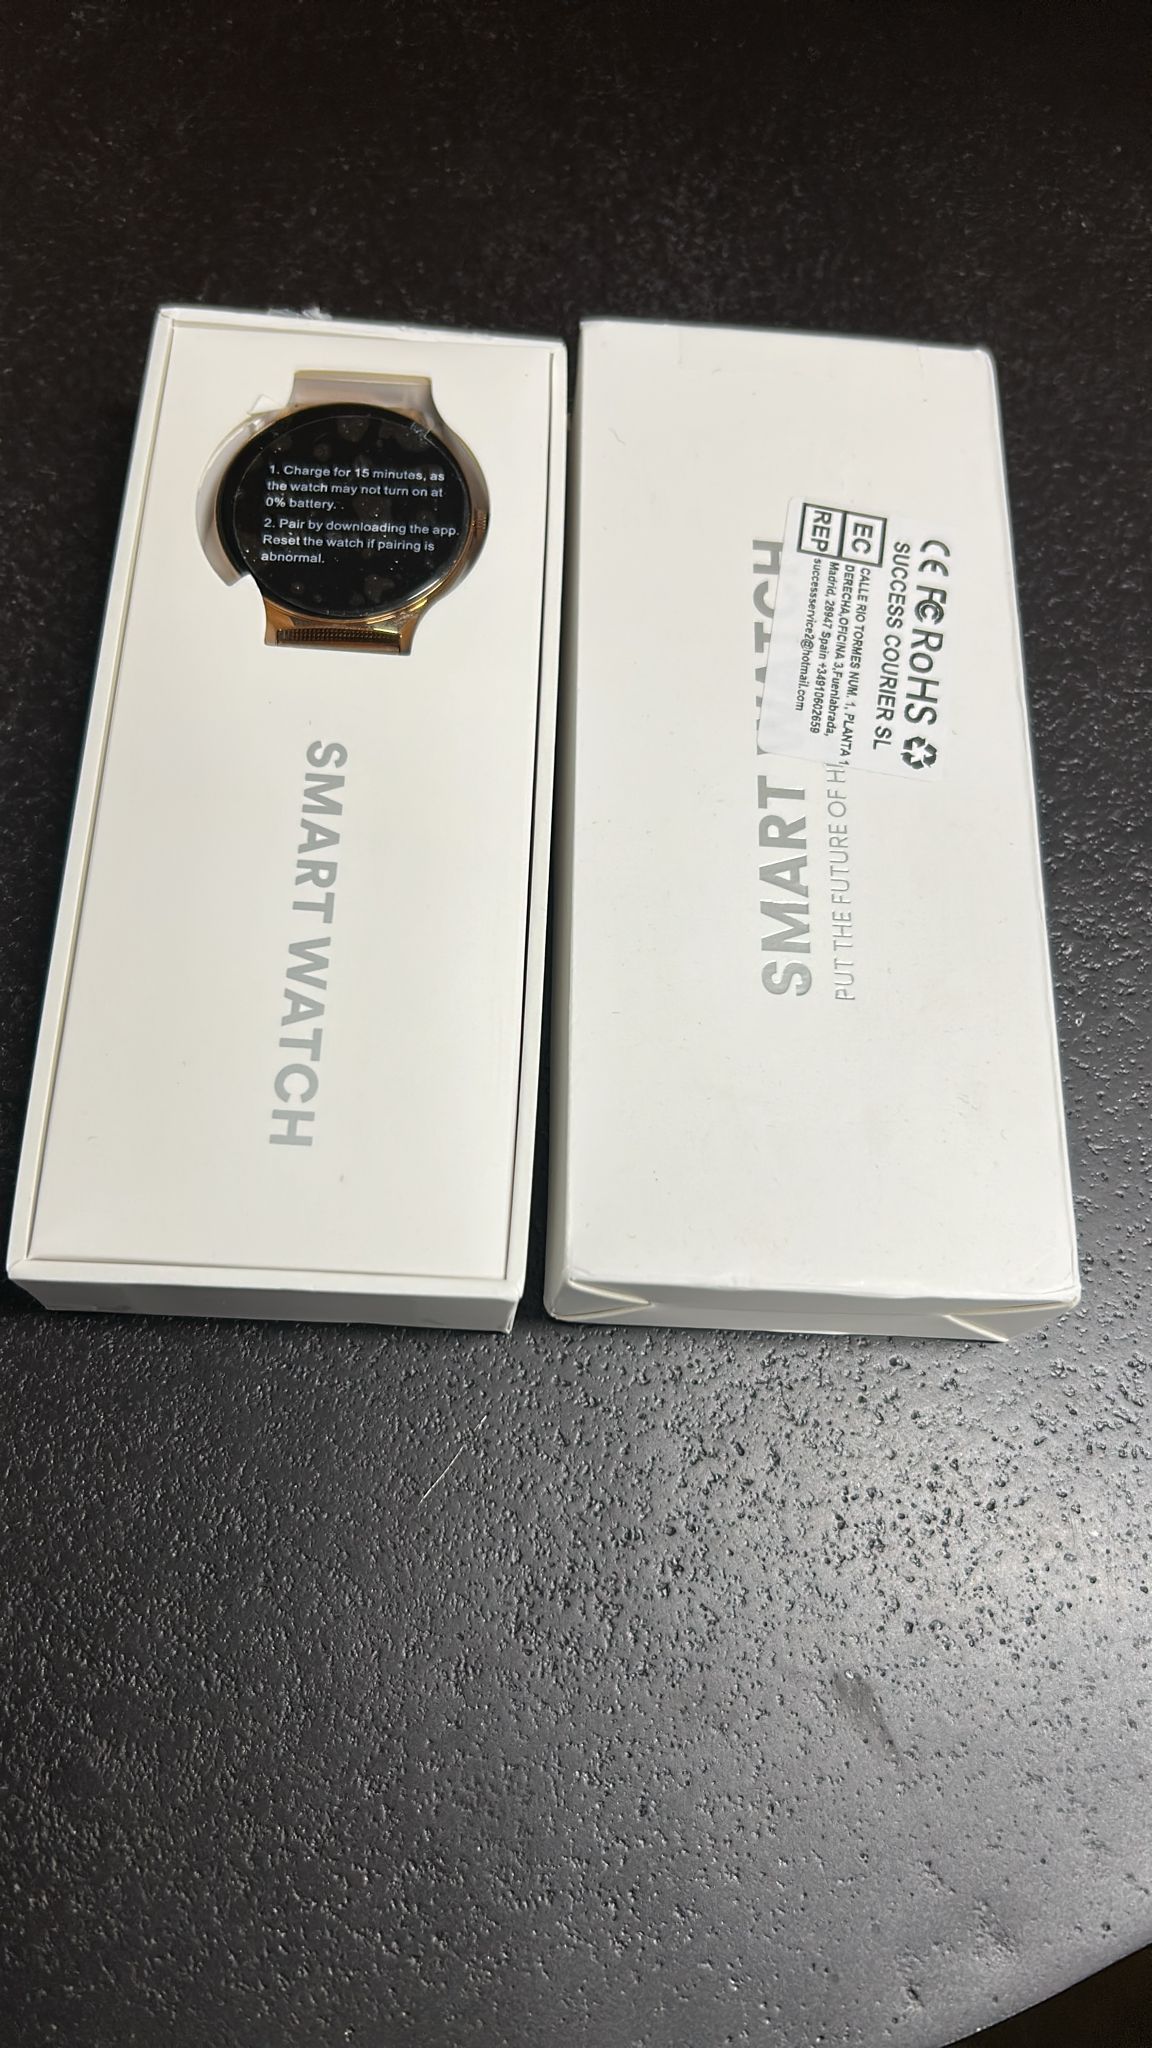 1. Charge for 15 minutes, as
the watch may not turn on at
0% battery.
2. Pair by downloading the app.
Reset the watch if pairing is
abnormal.
SMART WATCH
CE FC RoHS
SUCCESS COURIER SL
EC REP
CALLE RIO TORMES NUM. 1, PLANTA 1
DERECHA,OFICINA 3,Fuenlabrada,
Madrid, 28947 Spain +34910602659
successservice2@hotmail.com
SMART WATCH
PUT THE FUTURE OF H